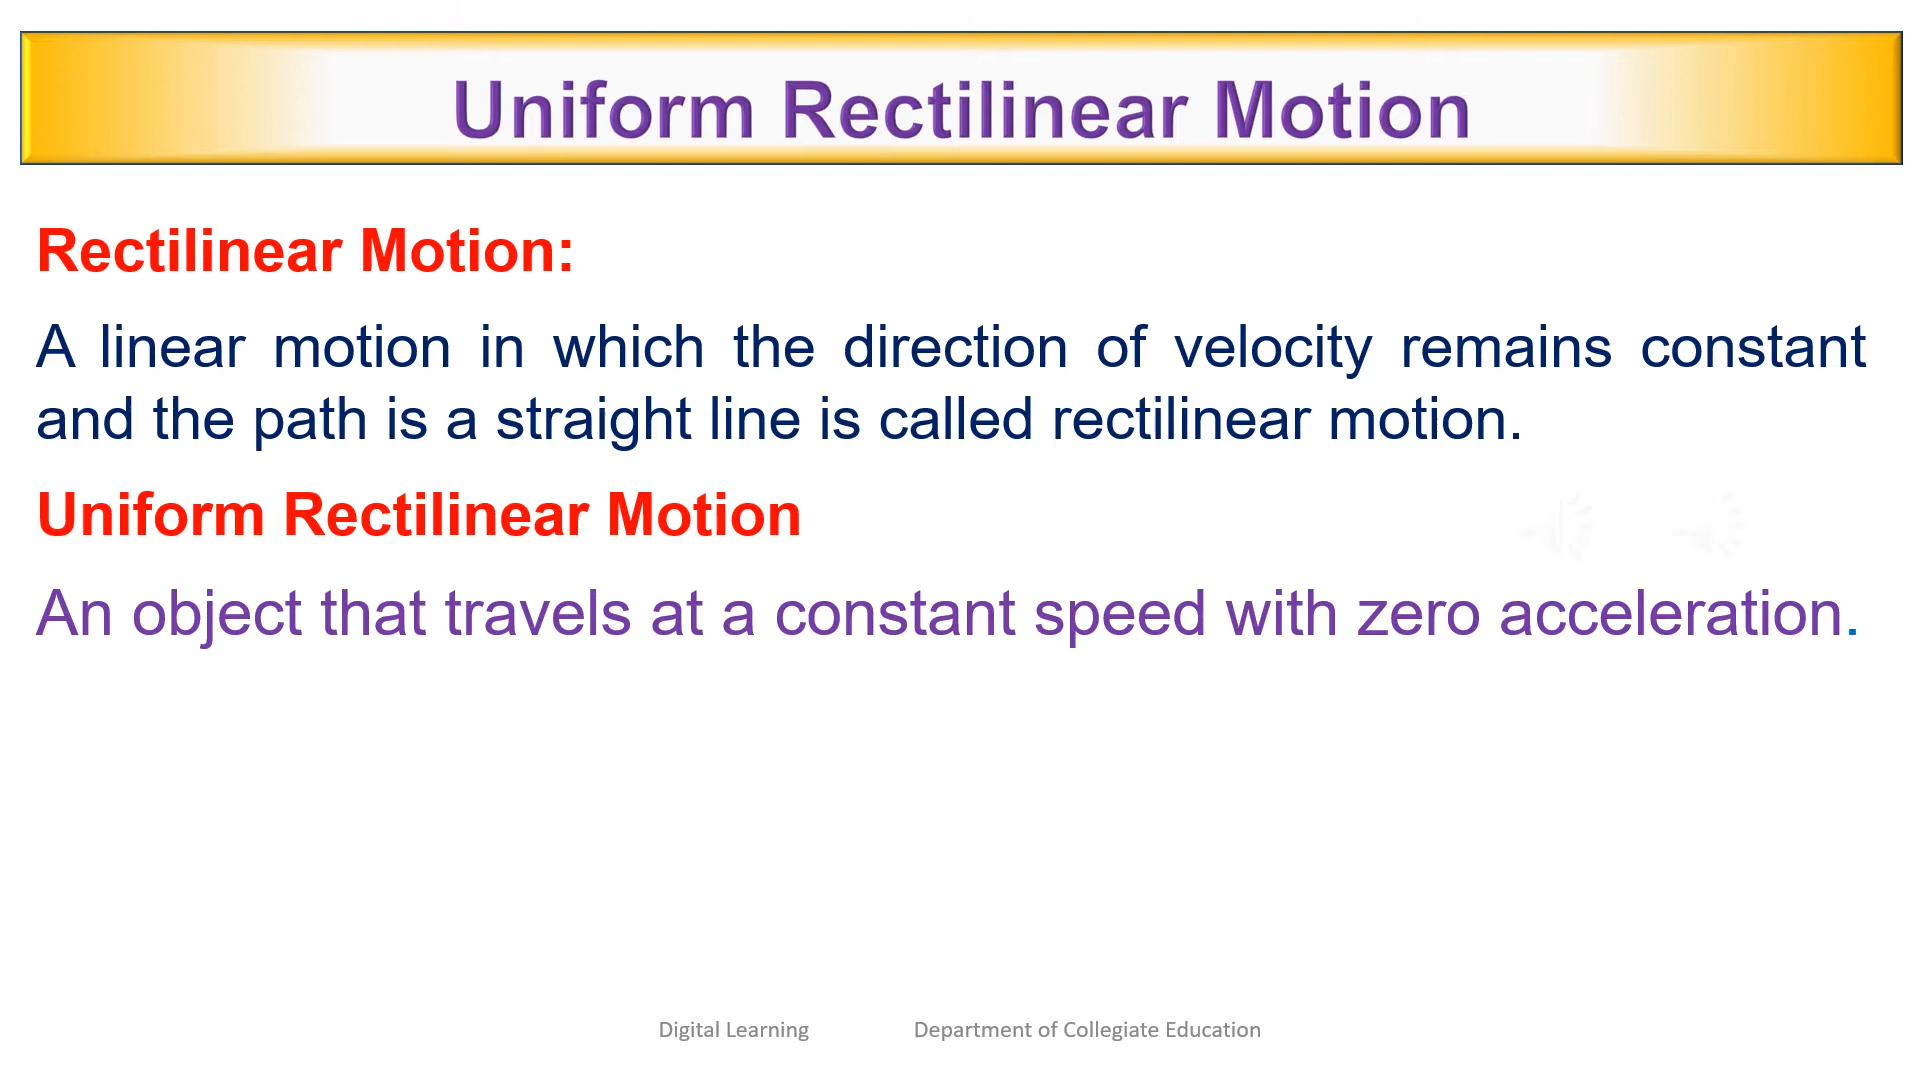 Uniform Rectilinear Motion
Rectilinear Motion:
A linear motion in which the direction of velocity remains constant
and the path is a straight line is called rectilinear motion.
Uniform Rectilinear Motion
An object that travels at a constant speed with zero acceleration.
Digital Learning Department of Collegiate Education